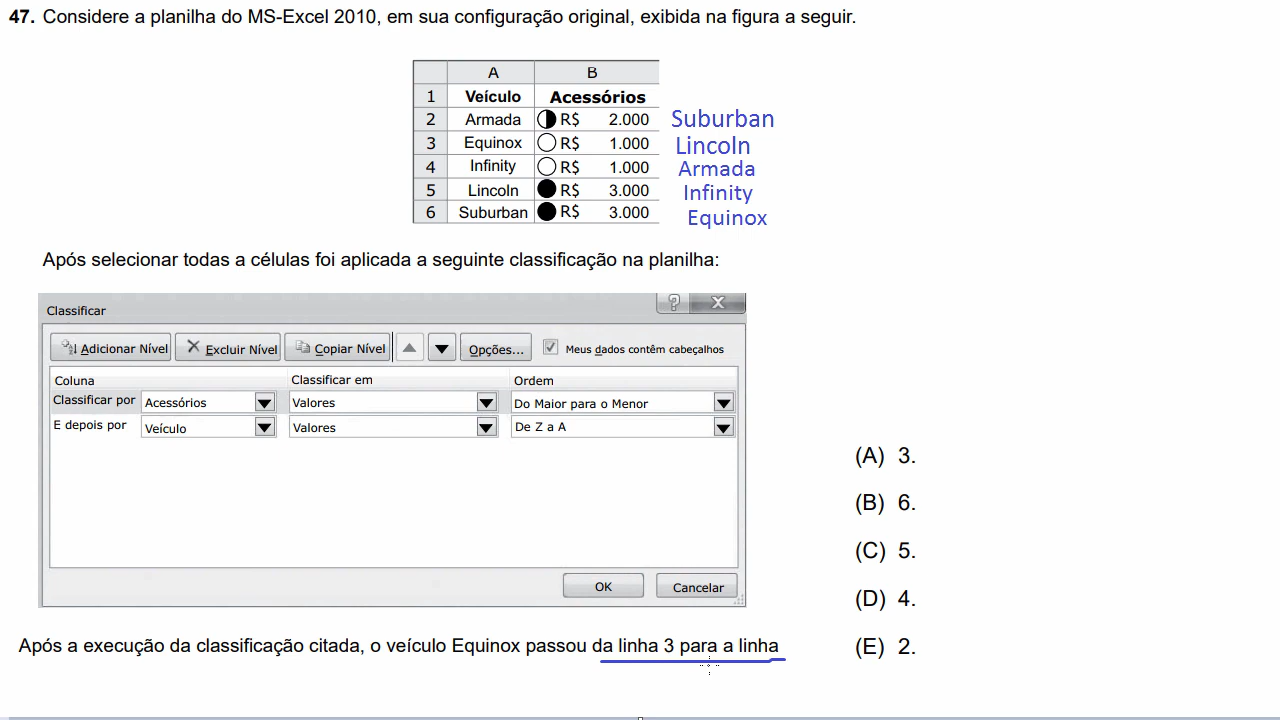 47. Considere a planilha do MS-Excel 2010, em sua configuração original, exibida na figura a seguir.
A B
1 Veículo Acessórios
2 Armada R$ 2.000 Suburban
3 Equinox R$ 1.000 Lincoln
4 Infinity R$ 1.000 Armada
5 Lincoln R$ 3.000 Infinity
6 Suburban R$ 3.000 Equinox
Após selecionar todas a células foi aplicada a seguinte classificação na planilha:
Classificar ? X
Adicionar Nível Excluir Nível Copiar Nível Opções... Meus dados contêm cabeçalhos
Coluna Classificar em Ordem
Classificar por Acessórios Valores Do Maior para o Menor
E depois por Veículo Valores De Z a A
OK Cancelar
Após a execução da classificação citada, o veículo Equinox passou da linha 3 para a linha
(A) 3.
(B) 6.
(C) 5.
(D) 4.
(E) 2.